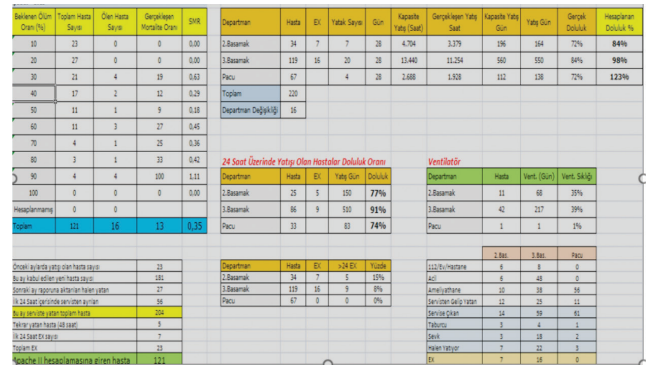 Beklenen Ölüm Oranı (%) Toplam Hasta Sayısı Ölen Hasta Sayısı Gerçekleşen Mortalite Oranı SMR
10 23 0 0 0,00
20 27 0 0 0,00
30 21 4 19 0,63
40 17 2 12 0,29
50 11 1 9 0,18
60 11 3 27 0,45
70 4 1 25 0,36
80 3 1 33 0,42
90 4 4 100 1,11
100 0 0 0 0,00
Hesaplanmamış 0 0
Toplam 121 16 13 0,35
Departman Hasta EX Yatak Sayısı Gün Kapasite Yatış (Saat) Gerçekleşen Yatış Saat Kapasite Yatış Gün Yatış Gün Gerçek Doluluk Hesaplanan Doluluk %
2.Basamak 34 7 7 28 4.704 3.379 196 164 72% 84%
3.Basamak 119 16 20 28 13.440 11.254 560 550 84% 98%
Pacu 67 4 28 2.688 1.928 112 138 72% 123%
Toplam 220
Departman Değişikliği 16
24 Saat Üzerinde Yatışı Olan Hastalar Doluluk Oranı
Departman Hasta EX Yatış Gün Doluluk
2.Basamak 25 5 150 77%
3.Basamak 86 9 510 91%
Pacu 33 83 74%
Ventilatör
Departman Hasta Vent. (Gün) Vent. Sıklığı
2.Basamak 11 68 35%
3.Basamak 42 217 39%
Pacu 1 1 1%
Önceki aylarda yatışı olan hasta sayısı 23
Bu ay kabul edilen yeni hasta sayısı 181
Sonraki ay raporuna aktarılan halen yatan 27
İlk 24 Saat içerisinde servisten ayrılan 56
Bu ay serviste yatan toplam hasta 204
Tekrar yatan hasta (48 saat) 5
İlk 24 Saat EX sayısı 7
Toplam EX 23
Apache II hesaplamasına giren hasta 121
Departman Hasta EX >24 EX Yüzde
2.Basamak 34 7 5 15%
3.Basamak 119 16 9 8%
Pacu 67 0 0 0%
2.Bas. 3.Bas. Pacu
112/Ev/Hastane 6 8 0
Acil 6 48 0
Ameliyathane 10 38 56
Servisten Gelip Yatan 12 25 11
Servise Çıkan 14 59 61
Taburcu 3 4 1
Sevk 3 18 2
Halen Yatıyor 7 22 3
EX 7 16 0